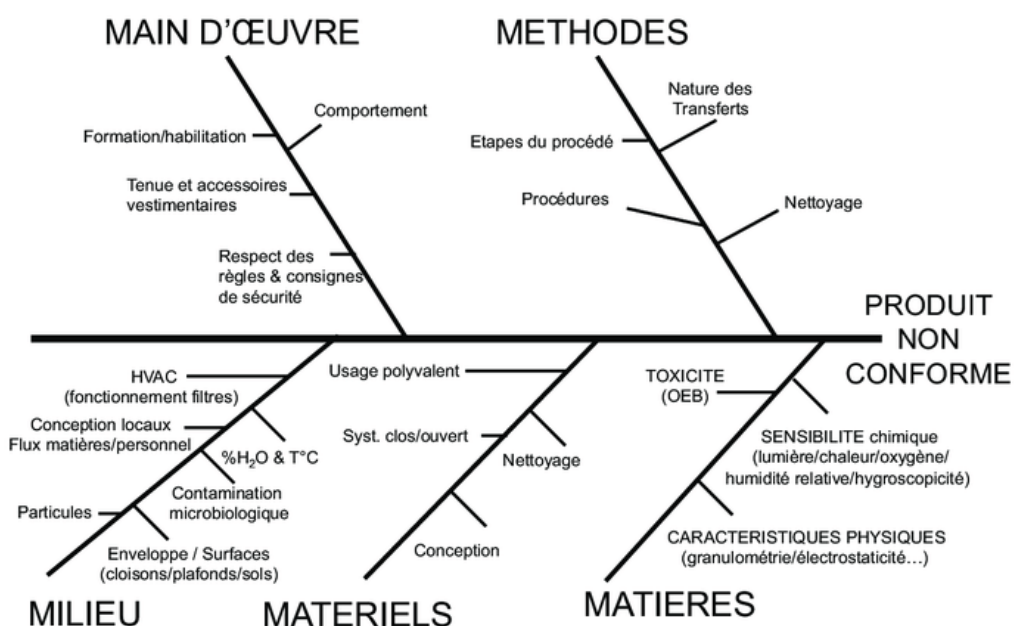 MAIN D'ŒUVRE
METHODES
Comportement
Formation/habilitation
Tenue et accessoires
vestimentaires
Respect des
règles & consignes
de sécurité
Nature des
Transferts
Etapes du procédé
Procédures
Nettoyage
PRODUIT
NON
CONFORME
HVAC
(fonctionnement filtres)
Conception locaux
Flux matières/personnel
%H₂O & T°C
Contamination
microbiologique
Particules
Enveloppe / Surfaces
(cloisons/plafonds/sols)
Usage polyvalent
Syst. clos/ouvert
Nettoyage
Conception
TOXICITE
(OEB)
SENSIBILITE chimique
(lumière/chaleur/oxygène/
humidité relative/hygroscopicité)
CARACTERISTIQUES PHYSIQUES
(granulométrie/électrostaticité…)
MILIEU
MATERIELS
MATIERES